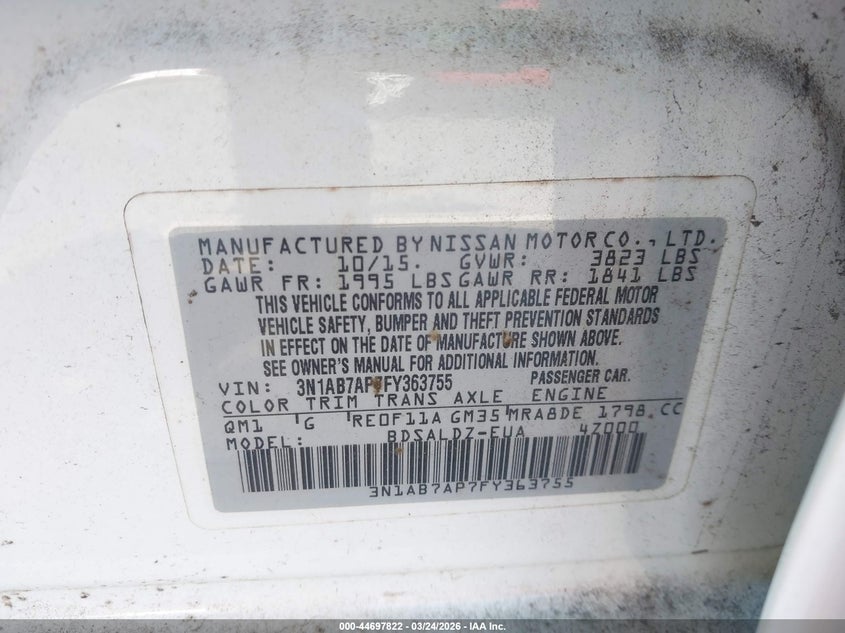 MANUFACTURED BY NISSAN MOTOR CO., LTD.
DATE: 10/15. GVWR: 3823 LBS
GAWR FR: 1995 LBS GAWR RR: 1841 LBS
THIS VEHICLE CONFORMS TO ALL APPLICABLE FEDERAL MOTOR
VEHICLE SAFETY, BUMPER AND THEFT PREVENTION STANDARDS
IN EFFECT ON THE DATE OF MANUFACTURE SHOWN ABOVE.
SEE OWNER'S MANUAL FOR ADDITIONAL INFORMATION.
VIN: 3N1AB7AP7FY363755 PASSENGER CAR.
COLOR TRIM TRANS AXLE ENGINE
QM1 G RE0F11A GM35 MRA8DE 1798 CC
MODEL: BDSALDZ-EUA 4Z000
3N1AB7AP7FY363755
000-44697822 - 03/24/2026 - IAA Inc.